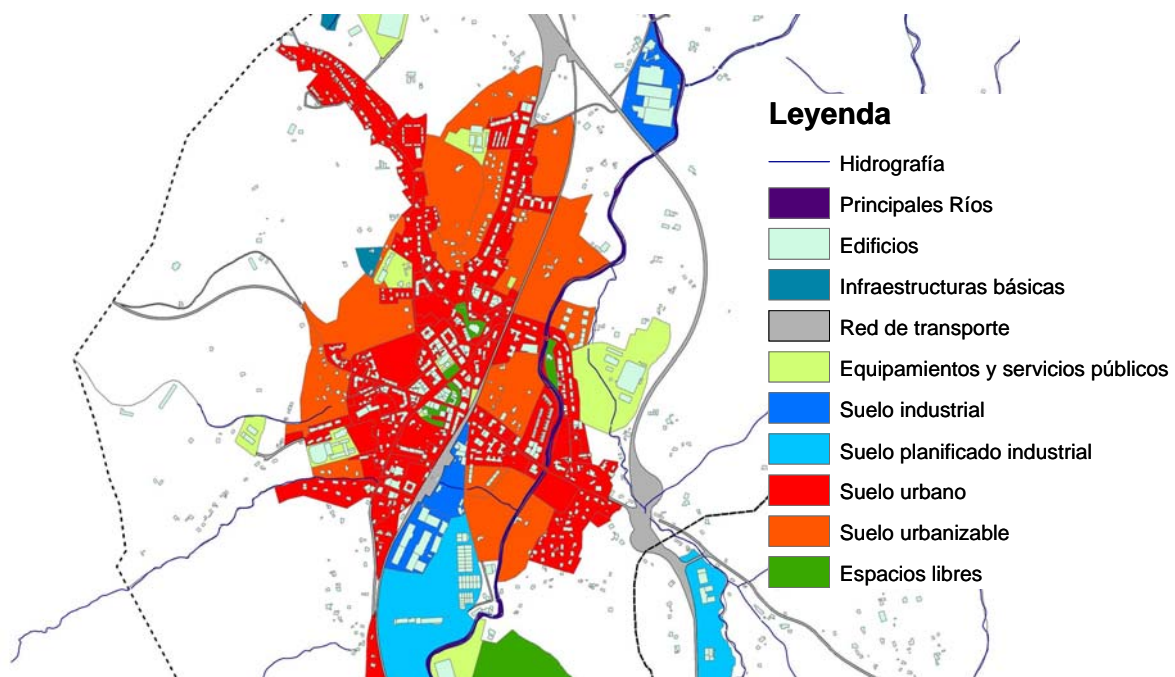 Leyenda
Hidrografía
Principales Ríos
Edificios
Infraestructuras básicas
Red de transporte
Equipamientos y servicios públicos
Suelo industrial
Suelo planificado industrial
Suelo urbano
Suelo urbanizable
Espacios libres